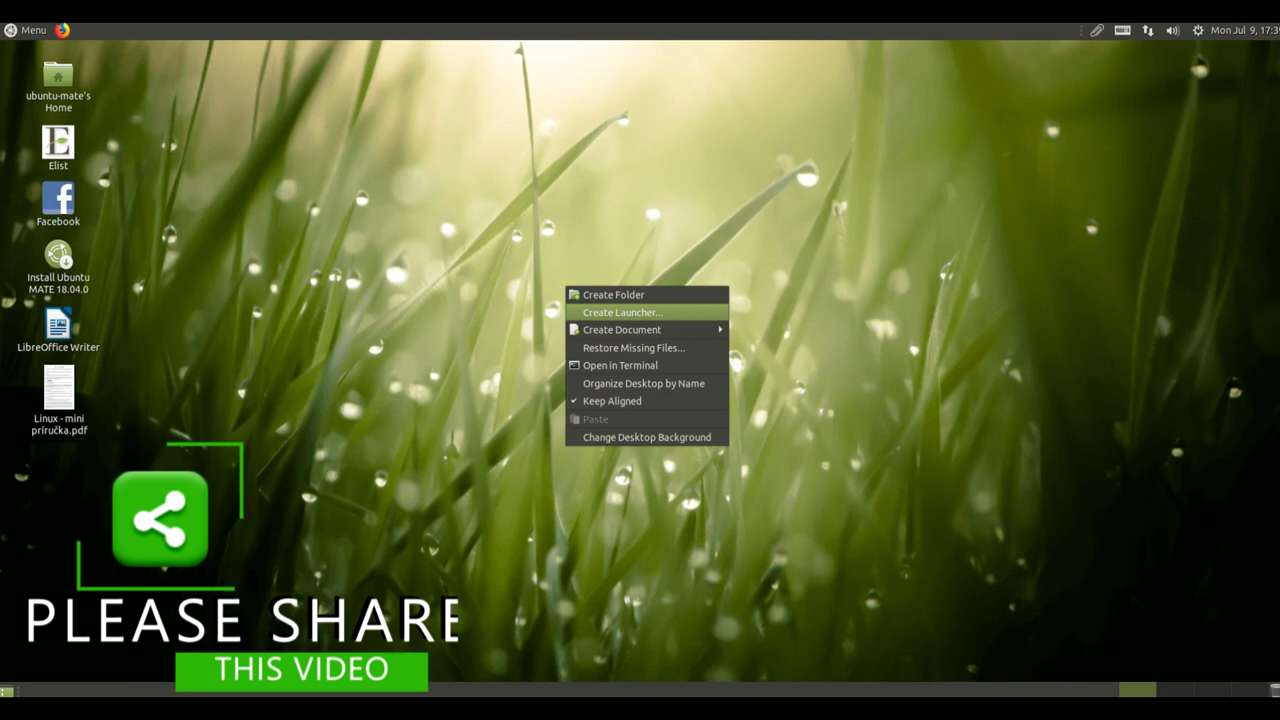 Menu
Mon Jul 9, 17:39
ubuntu-mate's
Home
Elist
Facebook
Install Ubuntu
MATE 18.04.0
LibreOffice Writer
Linux - mini
priručka.pdf
Create Folder
Create Launcher...
Create Document
Restore Missing Files...
Open in Terminal
Organize Desktop by Name
Keep Aligned
Paste
Change Desktop Background
PLEASE SHARE
THIS VIDEO